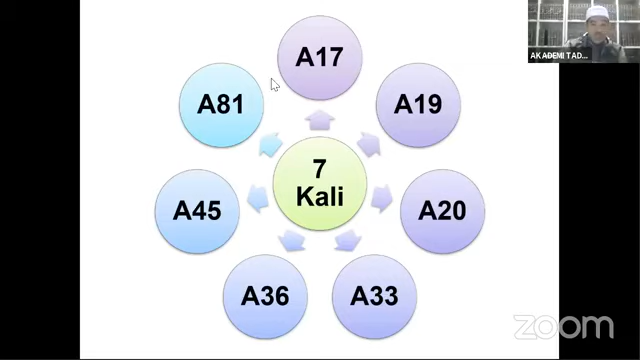 A17
AKADEMI TAD...
A81
A19
7
Kali
A45
A20
A36
A33
zoom